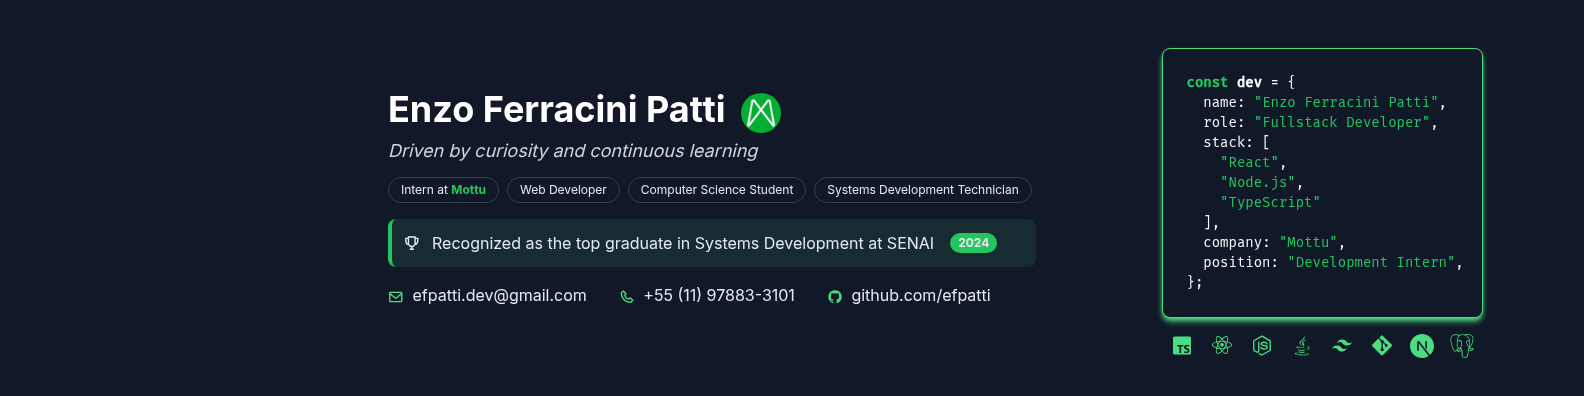 Enzo Ferracini Patti
Driven by curiosity and continuous learning
Intern at Mottu Web Developer Computer Science Student Systems Development Technician
Recognized as the top graduate in Systems Development at SENAI 2024
efpatti.dev@gmail.com +55 (11) 97883-3101 github.com/efpatti
const dev = {
  name: "Enzo Ferracini Patti",
  role: "Fullstack Developer",
  stack: [
    "React",
    "Node.js",
    "TypeScript"
  ],
  company: "Mottu",
  position: "Development Intern",
};
TS JS N